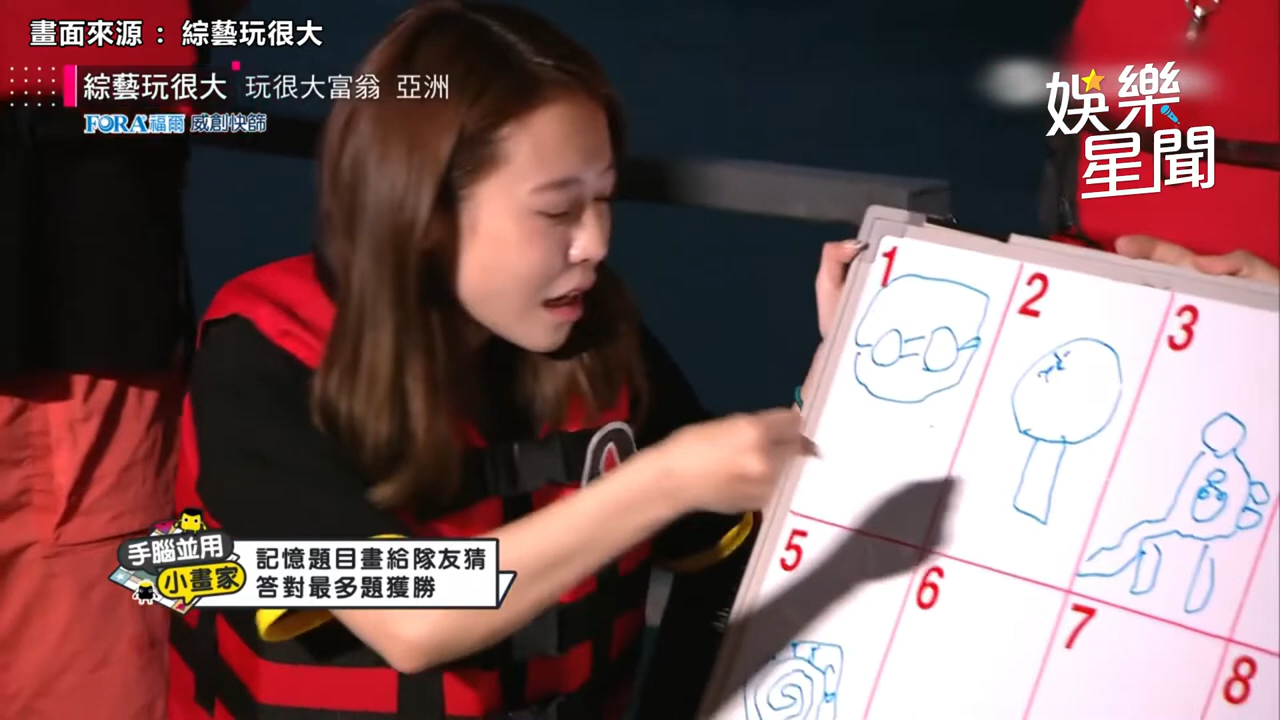 畫面來源 : 綜藝玩很大
綜藝玩很大 玩很大富翁 亞洲
FORA福爾 威創快篩
娛樂
星聞
1
2
3
5
6
7
8
手腦並用
小畫家
記憶題目畫給隊友猜
答對最多題獲勝